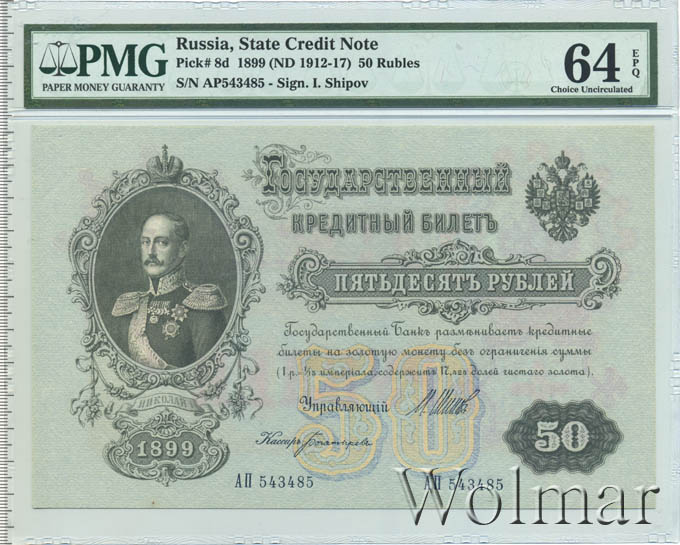 PMG
PAPER MONEY GUARANTY
Russia, State Credit Note
Pick# 8d 1899 (ND 1912-17) 50 Rubles
S/N AP543485 - Sign. I. Shipov
64 EPQ
Choice Uncirculated
ГОСУДАРСТВЕННЫЙ
КРЕДИТНЫЙ БИЛЕТЪ
ПЯТЬДЕСЯТЪ РУБЛЕЙ
Государственный Банкъ размѣниваетъ кредитные
билеты на золотую монету безъ ограниченія суммы
(1 р.= 1/15 имперіала, содержитъ 17,424 долей чистаго золота).
НИКОЛАЙ I
50
Управляющій
1899
50
Кассиръ
АП 543485
АП 543485
Wolmar